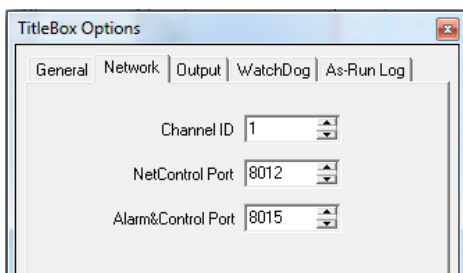 TitleBox Options
General Network Output WatchDog As-Run Log
Channel ID 1
NetControl Port 8012
Alarm&Control Port 8015